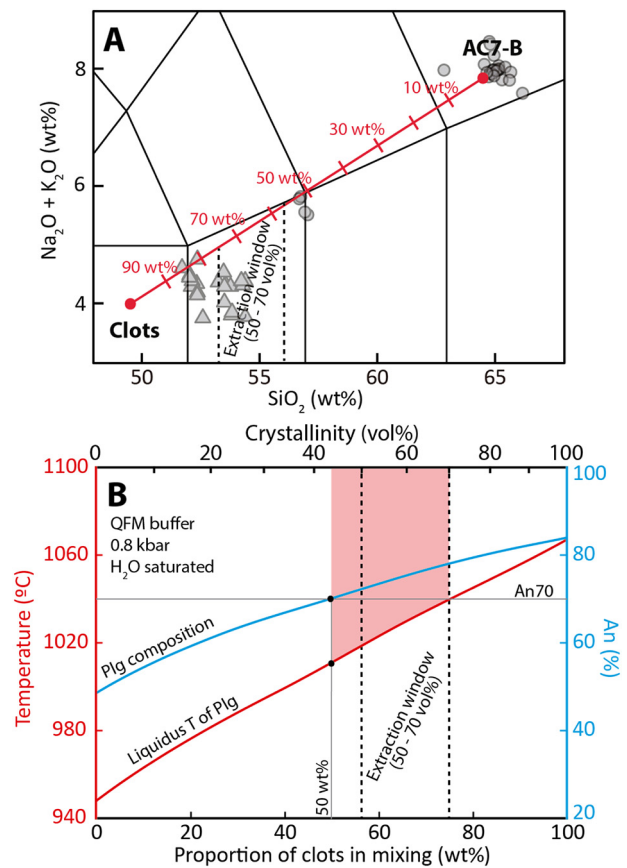 A
AC7-B
8
6
4
Na₂O + K₂O (wt%)
10 wt%
30 wt%
50 wt%
70 wt%
90 wt%
Clots
Extraction window
(50 - 70 vol%)
50 55 60 65
SiO₂ (wt%)
Crystallinity (vol%)
0 20 40 60 80 100
B
QFM buffer
0.8 kbar
H₂O saturated
1100
1060
1020
980
940
Temperature (ºC)
100
80
60
40
20
An (%)
An70
Plg composition
Liquidus T of Plg
50 wt%
Extraction window
(50 - 70 vol%)
0 20 40 60 80 100
Proportion of clots in mixing (wt%)